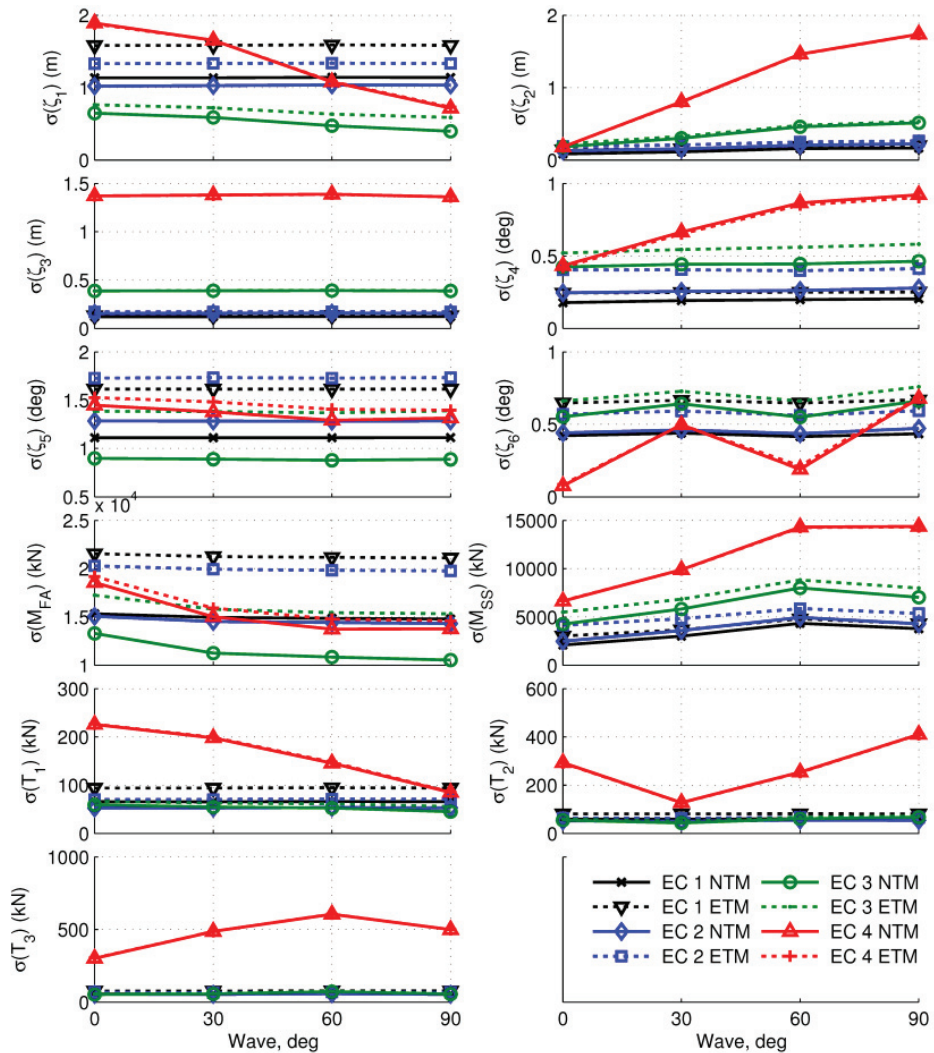 2
1
0
σ(ζ1) (m)
2
1
0
σ(ζ2) (m)
1.5
1
0.5
0
σ(ζ3) (m)
1
0.5
0
σ(ζ4) (deg)
2
1.5
1
0.5
σ(ζ5) (deg)
1
0.5
0
σ(ζ6) (deg)
x 10^4
2.5
2
1.5
1
σ(M_FA) (kN)
15000
10000
5000
0
σ(M_SS) (kN)
300
200
100
0
σ(T1) (kN)
600
400
200
0
σ(T2) (kN)
1000
500
0
σ(T3) (kN)
0 30 60 90
Wave, deg
EC 1 NTM
EC 1 ETM
EC 2 NTM
EC 2 ETM
EC 3 NTM
EC 3 ETM
EC 4 NTM
EC 4 ETM
0 30 60 90
Wave, deg